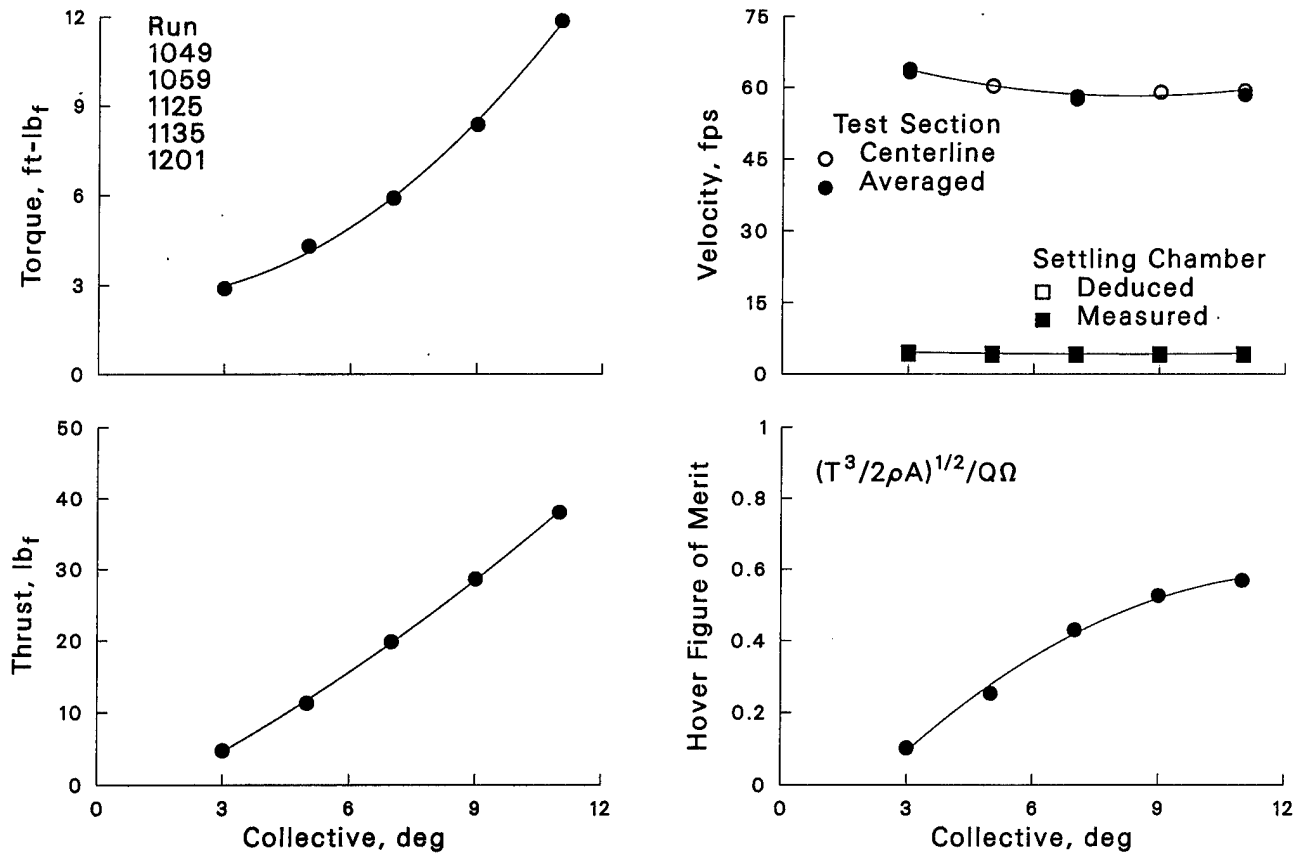 12
9
6
3
0
Torque, ft-lbf
Run
1049
1059
1125
1135
1201
75
60
45
30
15
0
Velocity, fps
Test Section
Centerline
Averaged
Settling Chamber
Deduced
Measured
50
40
30
20
10
0
Thrust, lbf
0 3 6 9 12
Collective, deg
1
0.8
0.6
0.4
0.2
0
Hover Figure of Merit
(T³/2ρA)^1/2/QΩ
0 3 6 9 12
Collective, deg